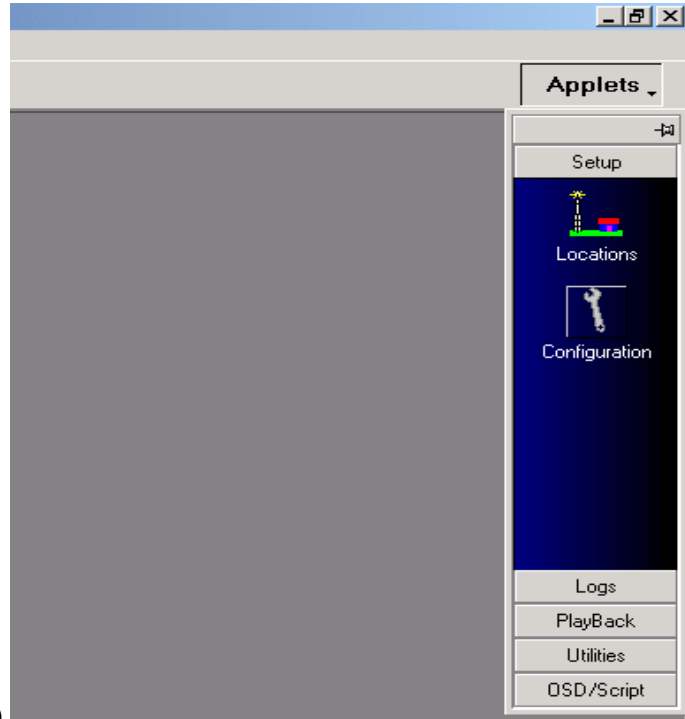 Applets
Setup
Locations
Configuration
Logs
PlayBack
Utilities
OSD/Script